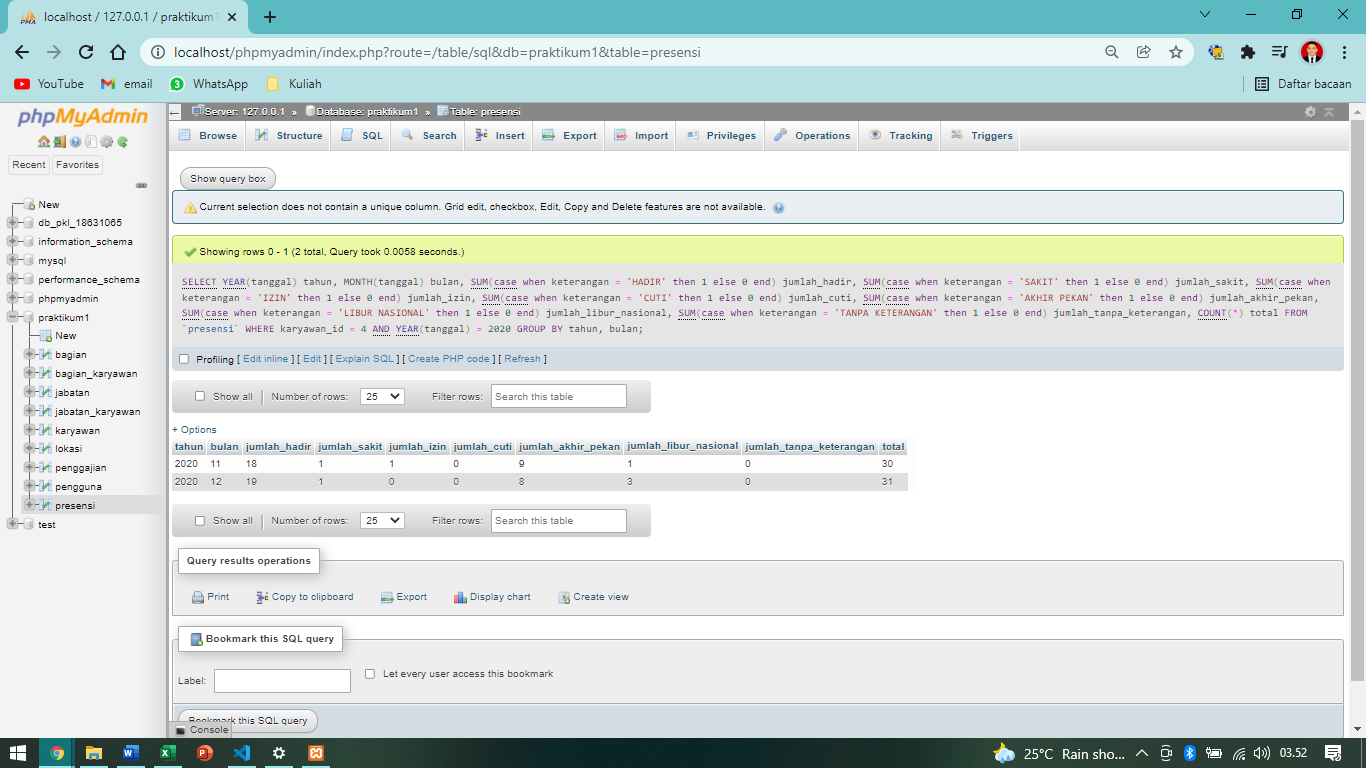 localhost / 127.0.0.1 / praktikum1
localhost/phpmyadmin/index.php?route=/table/sql&db=praktikum1&table=presensi
YouTube email WhatsApp Kuliah Daftar bacaan
phpMyAdmin
Recent Favorites
New
db_pkl_18631065
information_schema
mysql
performance_schema
phpmyadmin
praktikum1
New
bagian
bagian_karyawan
jabatan
jabatan_karyawan
karyawan
lokasi
penggajian
pengguna
presensi
test
Server: 127.0.0.1 » Database: praktikum1 » Table: presensi
Browse Structure SQL Search Insert Export Import Privileges Operations Tracking Triggers
Show query box
Current selection does not contain a unique column. Grid edit, checkbox, Edit, Copy and Delete features are not available.
Showing rows 0 - 1 (2 total, Query took 0.0058 seconds.)
SELECT YEAR(tanggal) tahun, MONTH(tanggal) bulan, SUM(case when keterangan = 'HADIR' then 1 else 0 end) jumlah_hadir, SUM(case when keterangan = 'SAKIT' then 1 else 0 end) jumlah_sakit, SUM(case when
keterangan = 'IZIN' then 1 else 0 end) jumlah_izin, SUM(case when keterangan = 'CUTI' then 1 else 0 end) jumlah_cuti, SUM(case when keterangan = 'AKHIR PEKAN' then 1 else 0 end) jumlah_akhir_pekan,
SUM(case when keterangan = 'LIBUR NASIONAL' then 1 else 0 end) jumlah_libur_nasional, SUM(case when keterangan = 'TANPA KETERANGAN' then 1 else 0 end) jumlah_tanpa_keterangan, COUNT(*) total FROM
`presensi` WHERE karyawan_id = 4 AND YEAR(tanggal) = 2020 GROUP BY tahun, bulan;
Profiling [ Edit inline ] [ Edit ] [ Explain SQL ] [ Create PHP code ] [ Refresh ]
Show all Number of rows: 25 Filter rows: Search this table
+ Options
tahun bulan jumlah_hadir jumlah_sakit jumlah_izin jumlah_cuti jumlah_akhir_pekan jumlah_libur_nasional jumlah_tanpa_keterangan total
2020 11 18 1 1 0 9 1 0 30
2020 12 19 1 0 0 8 3 0 31
Show all Number of rows: 25 Filter rows: Search this table
Query results operations
Print Copy to clipboard Export Display chart Create view
Bookmark this SQL query
Label: Let every user access this bookmark
Bookmark this SQL query
Console
25°C Rain sho... 03.52